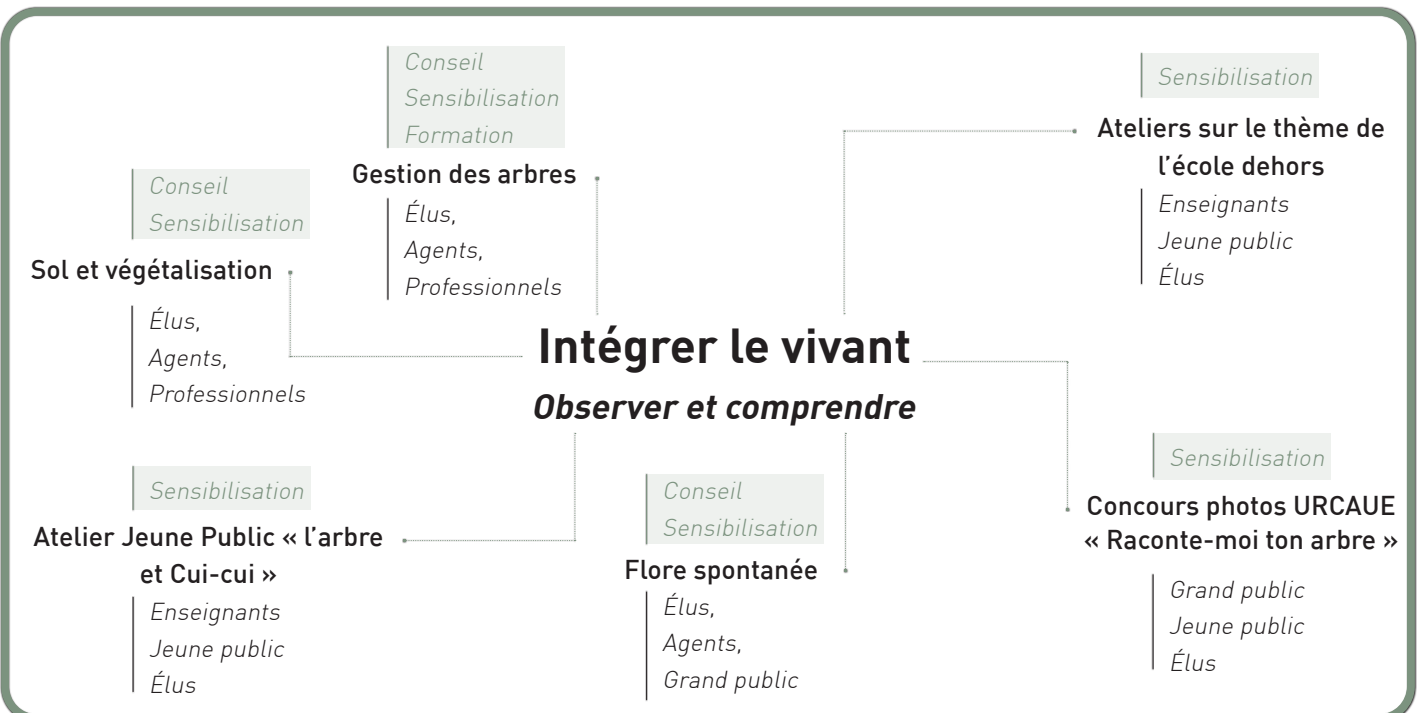 Conseil
Sensibilisation
Formation
Gestion des arbres
Élus,
Agents,
Professionnels
Sensibilisation
Ateliers sur le thème de
l’école dehors
Enseignants
Jeune public
Élus
Conseil
Sensibilisation
Sol et végétalisation
Élus,
Agents,
Professionnels
Intégrer le vivant
Observer et comprendre
Sensibilisation
Atelier Jeune Public « l’arbre
et Cui-cui »
Enseignants
Jeune public
Élus
Conseil
Sensibilisation
Flore spontanée
Élus,
Agents,
Grand public
Sensibilisation
Concours photos URCAUE
« Raconte-moi ton arbre »
Grand public
Jeune public
Élus